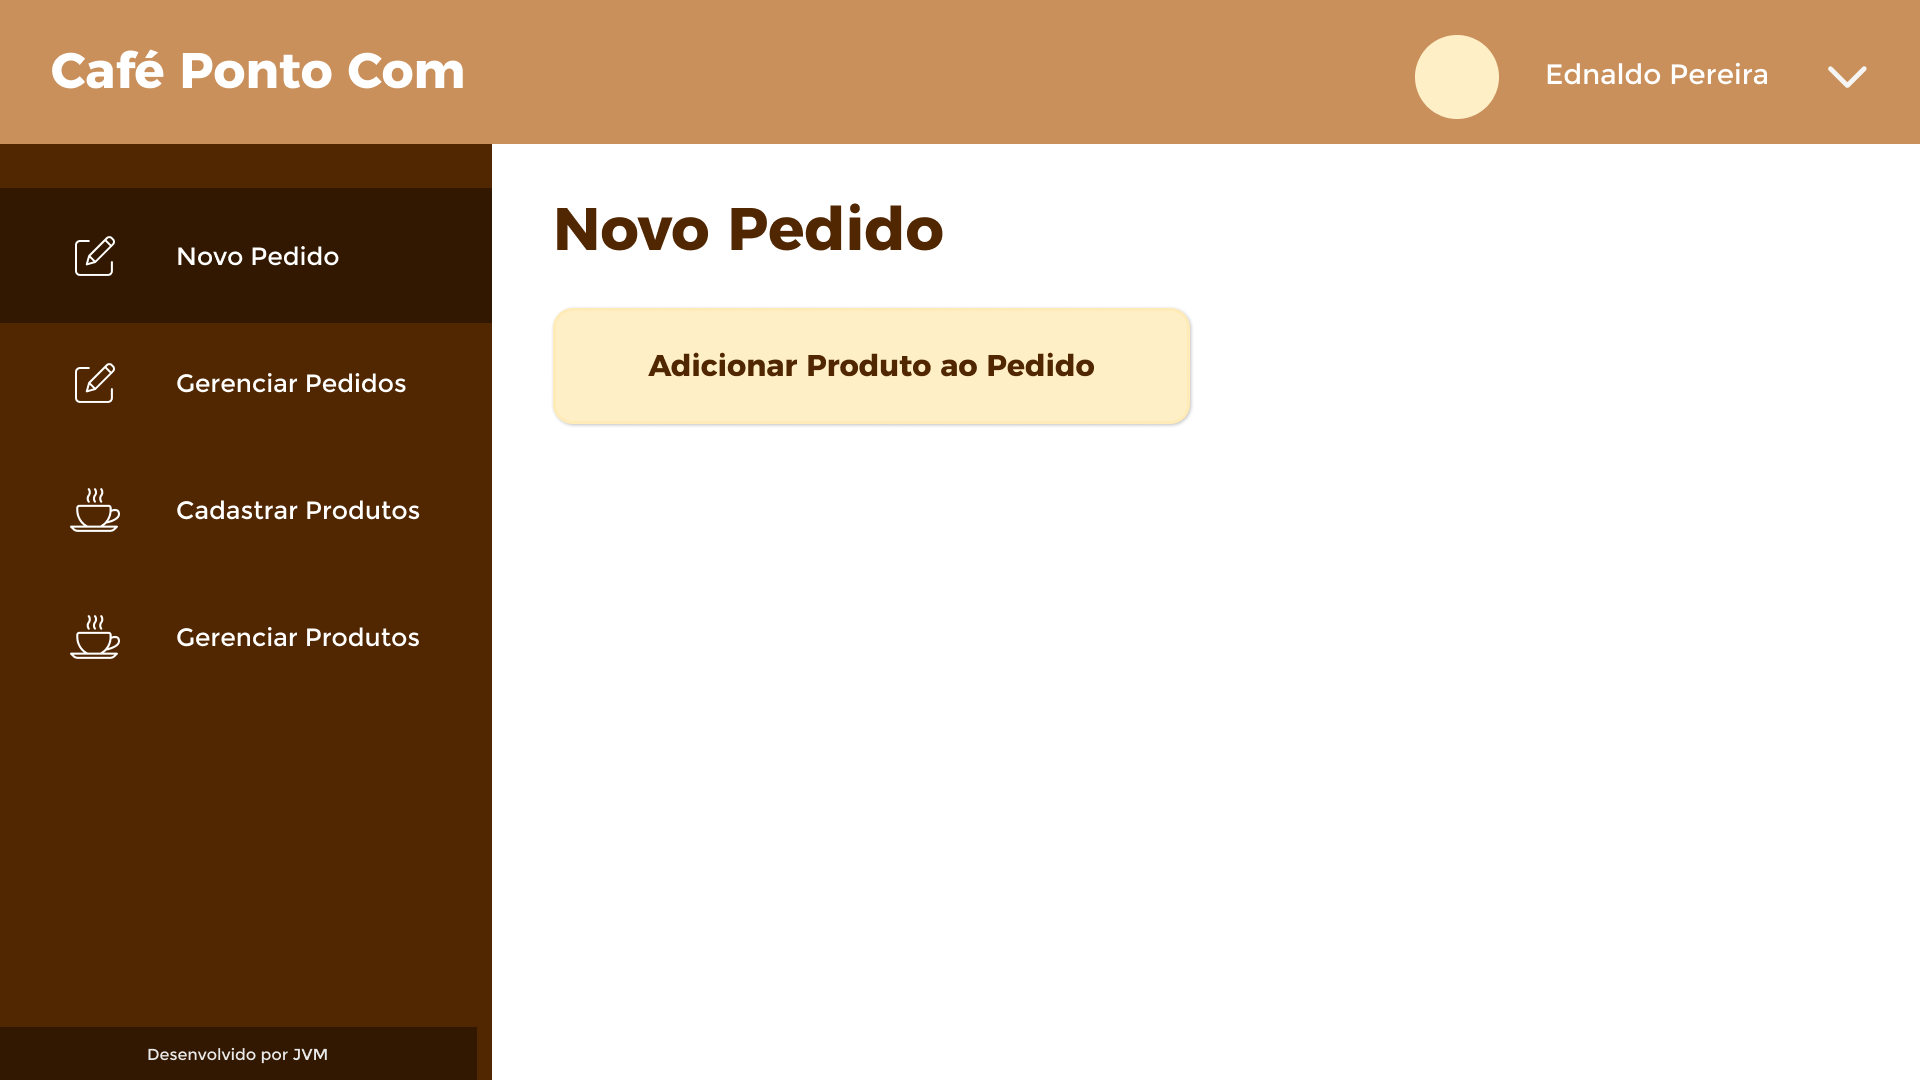 Café Ponto Com
Ednaldo Pereira
Novo Pedido
Gerenciar Pedidos
Cadastrar Produtos
Gerenciar Produtos
Desenvolvido por JVM
Novo Pedido
Adicionar Produto ao Pedido